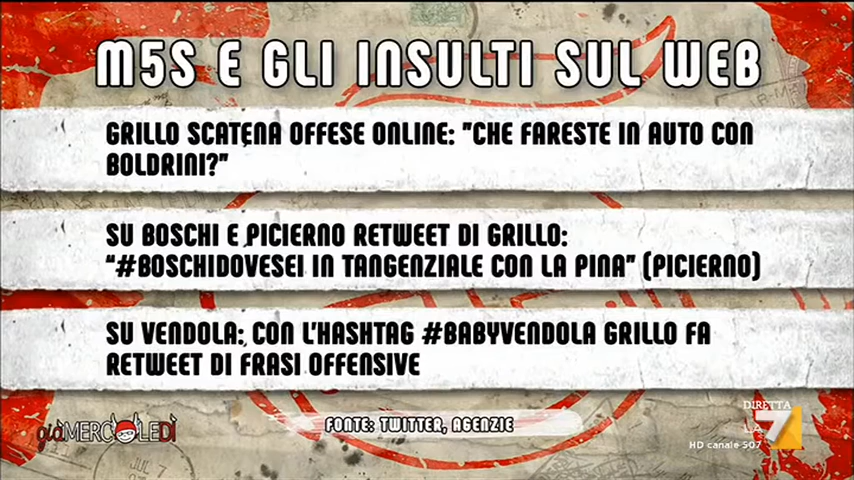 M5S E GLI INSULTI SUL WEB
GRILLO SCATENA OFFESE ONLINE: "CHE FARESTE IN AUTO CON
BOLDRINI?"
SU BOSCHI E PICIERNO RETWEET DI GRILLO:
"#BOSCHIDOVESEI IN TANGENZIALE CON LA PINA" (PICIERNO)
SU VENDOLA: CON L'HASHTAG #BABYVENDOLA GRILLO FA
RETWEET DI FRASI OFFENSIVE
FONTE: TWITTER, AGENZIE
giàMERCOLEDÌ
DIRETTA
LA 7
HD canale 507